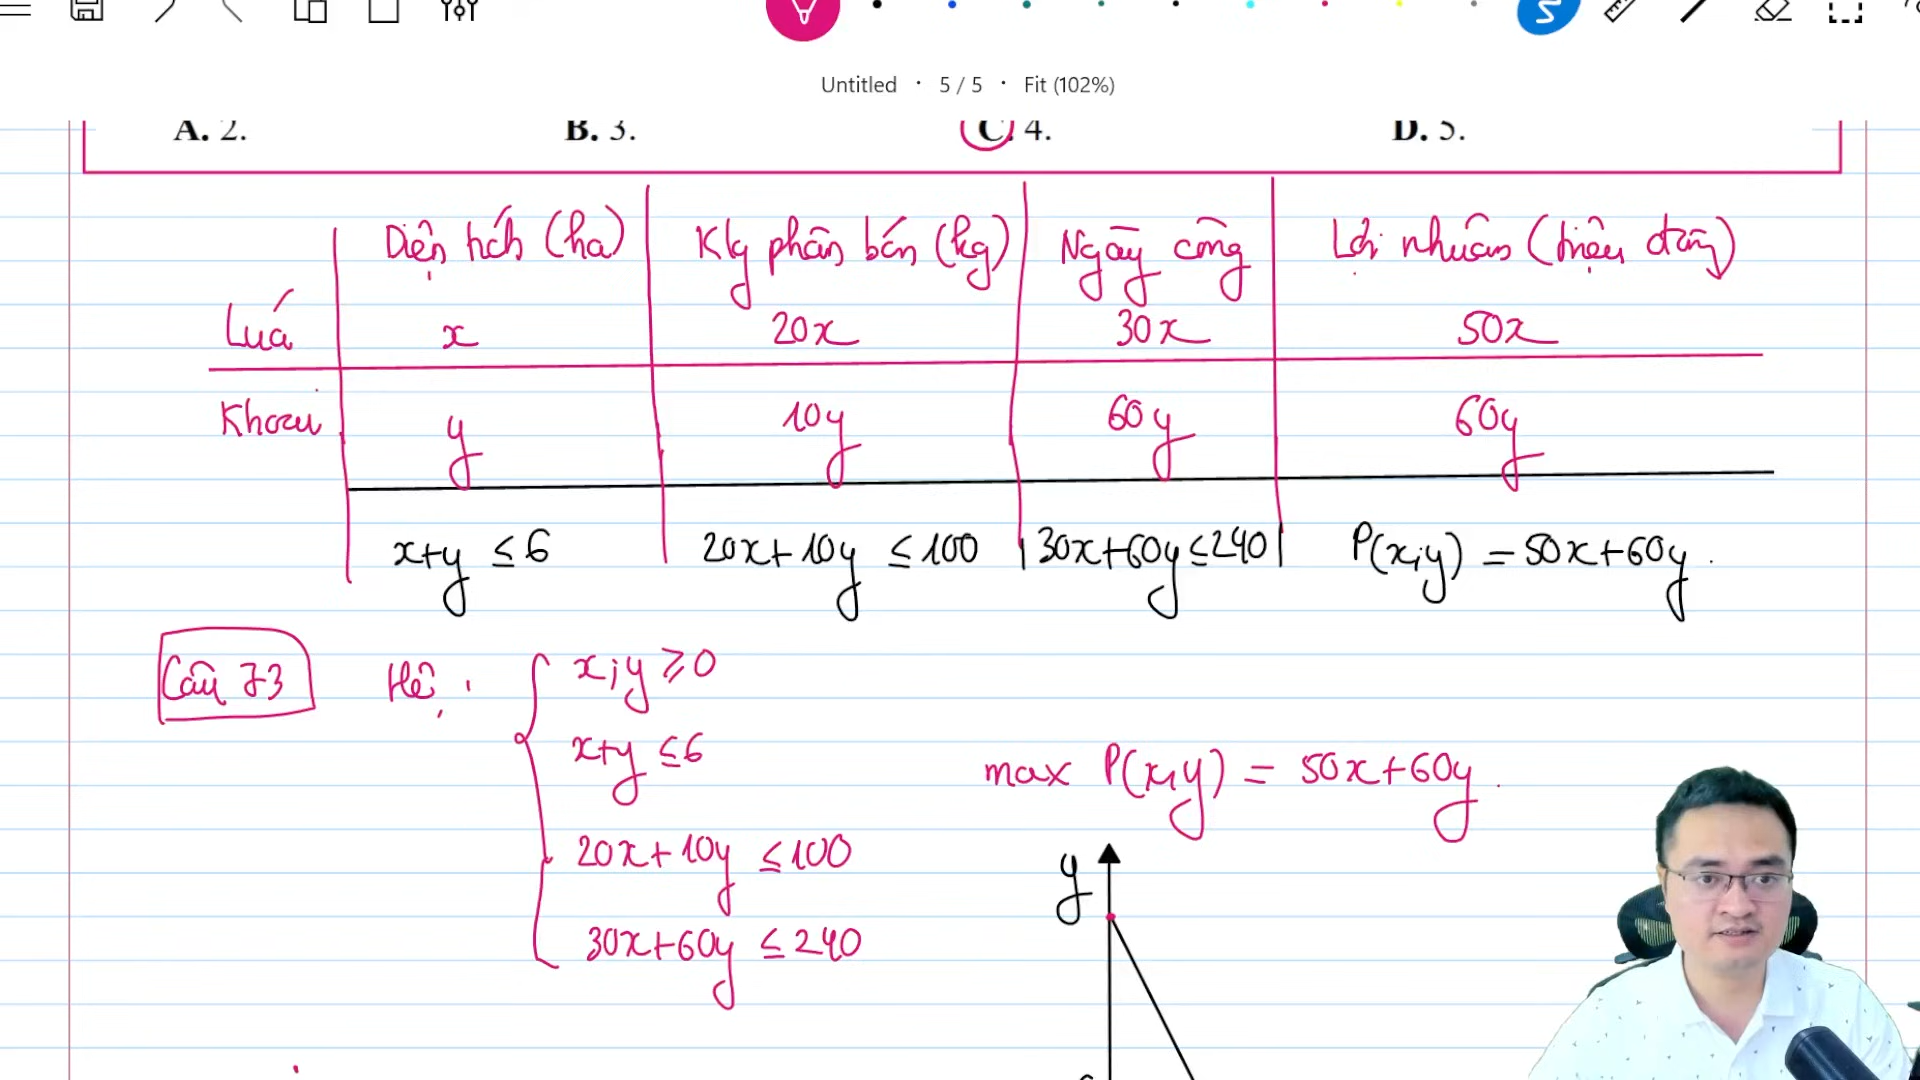 Untitled · 5 / 5 · Fit (102%)
A. 2. B. 3. C. 4. D. 5.
Diện tích (ha) Klg phân bón (kg) Ngày công Lợi nhuận (triệu đồng)
Lúa x 20x 30x 50x
Khoai y 10y 60y 60y
x+y ≤ 6 20x+10y ≤ 100 30x+60y ≤ 240 P(x;y) = 50x+60y.
Câu 73 Hệ: x;y ≥ 0
x+y ≤ 6
max P(x,y) = 50x+60y.
20x+10y ≤ 100
y
30x+60y ≤ 240